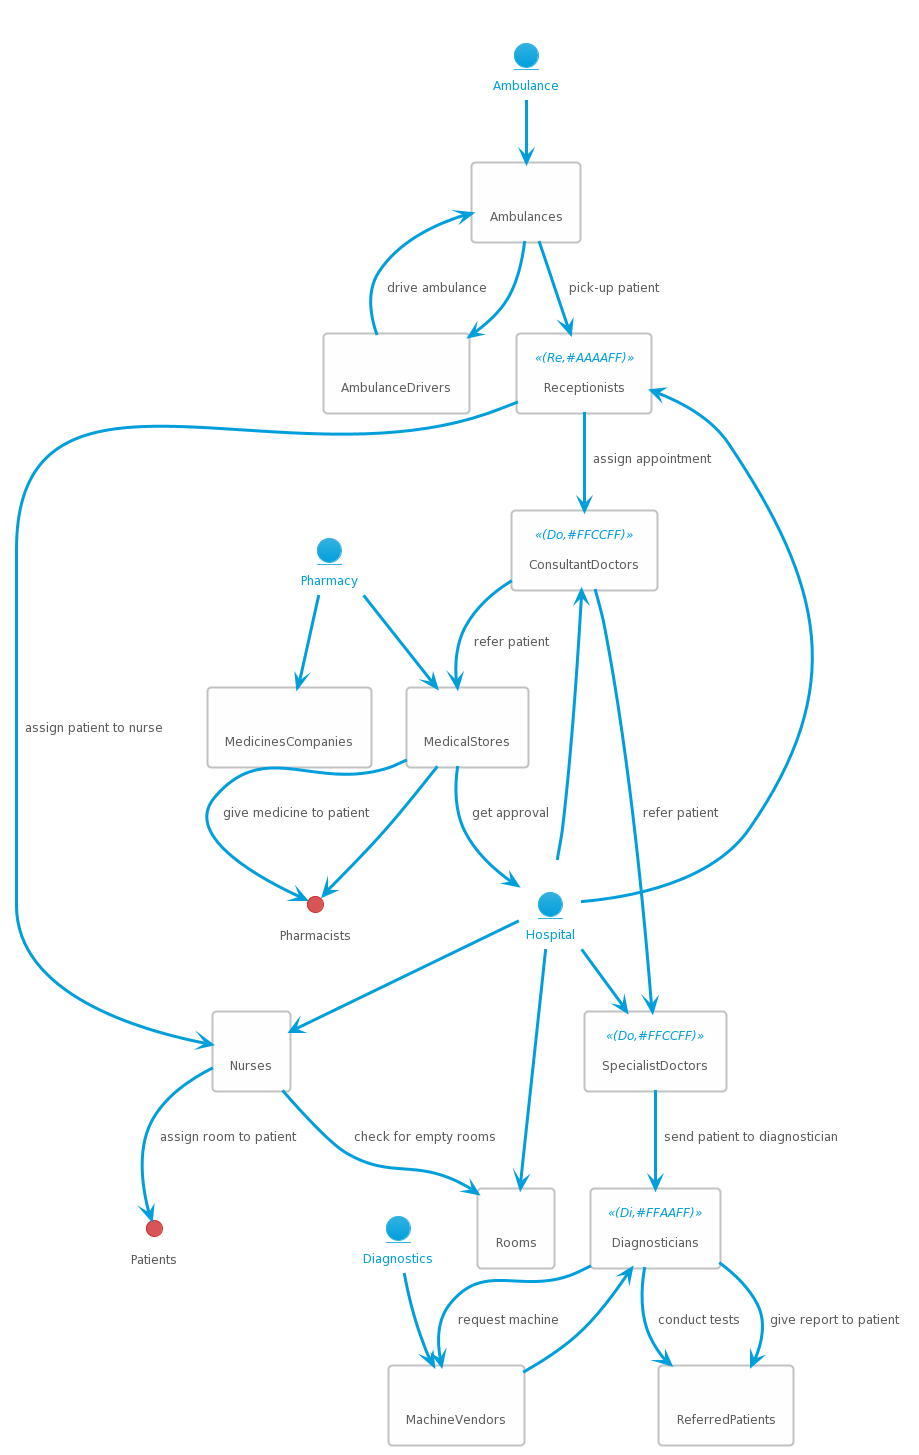 Ambulance
Ambulances
drive ambulance
pick-up patient
AmbulanceDrivers
«(Re,#AAAAFF)»
Receptionists
assign appointment
«(Do,#FFCCFF)»
ConsultantDoctors
Pharmacy
refer patient
assign patient to nurse
MedicinesCompanies
MedicalStores
give medicine to patient
get approval
refer patient
Pharmacists
Hospital
Nurses
«(Do,#FFCCFF)»
SpecialistDoctors
assign room to patient
check for empty rooms
send patient to diagnostician
Patients
Diagnostics
Rooms
«(Di,#FFAAFF)»
Diagnosticians
request machine
conduct tests
give report to patient
MachineVendors
ReferredPatients